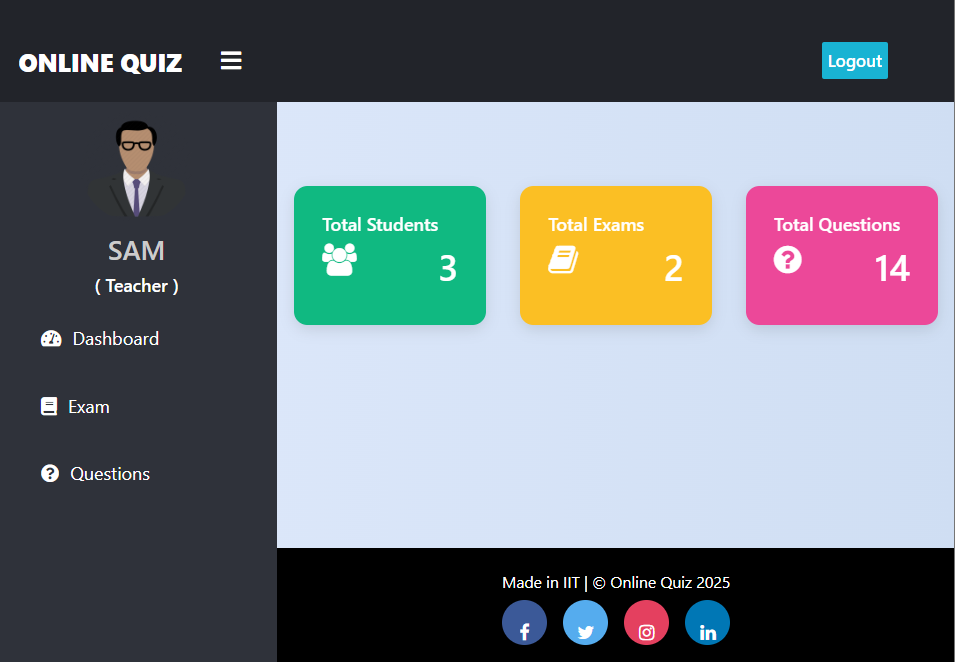 ONLINE QUIZ
Logout
SAM
( Teacher )
Dashboard
Exam
Questions
Total Students
3
Total Exams
2
Total Questions
14
Made in IIT | © Online Quiz 2025